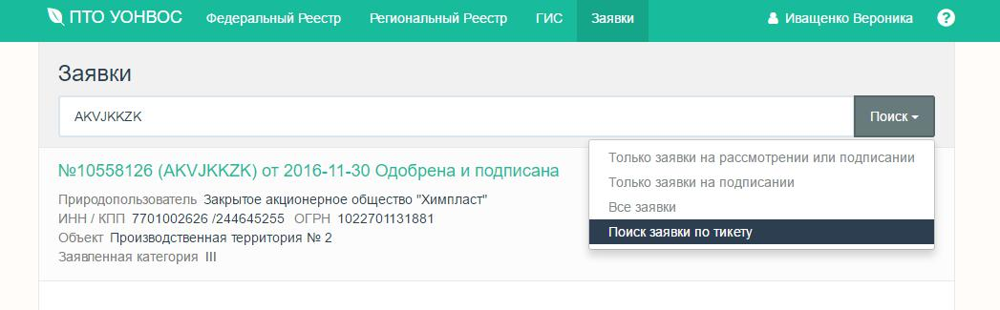 ПТО УОНВОС Федеральный Реестр Региональный Реестр ГИС Заявки Иващенко Вероника ?
Заявки
AKVJKKZK Поиск
Только заявки на рассмотрении или подписании
№10558126 (AKVJKKZK) от 2016-11-30 Одобрена и подписана
Только заявки на подписании
Природопользователь Закрытое акционерное общество "Химпласт"
Все заявки
ИНН / КПП 7701002626 /244645255 ОГРН 1022701131881
Поиск заявки по тикету
Объект Производственная территория № 2
Заявленная категория III